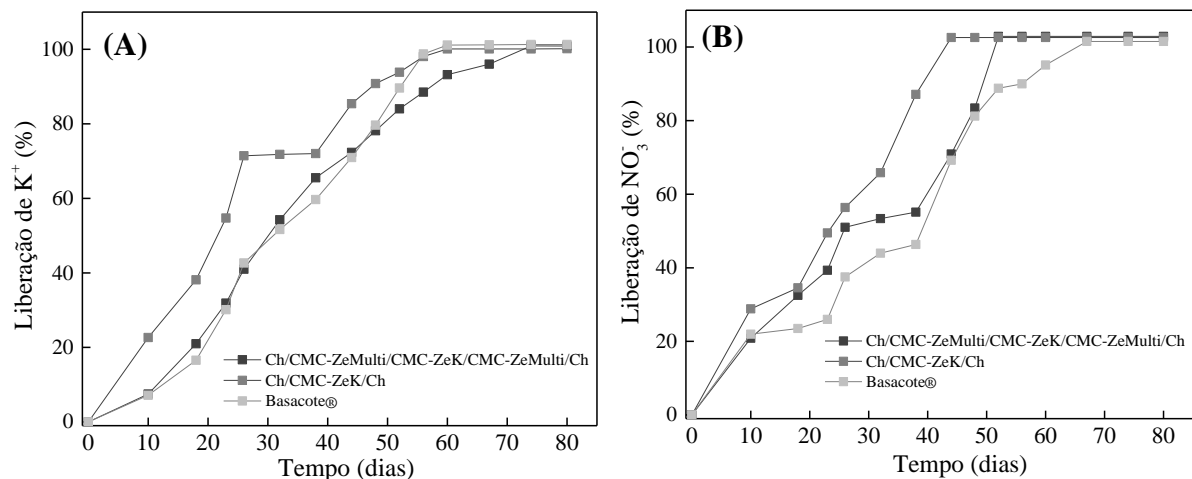 (A)
Liberação de K⁺ (%)
100
80
60
40
20
0
Ch/CMC-ZeMulti/CMC-ZeK/CMC-ZeMulti/Ch
Ch/CMC-ZeK/Ch
Basacote®
0 10 20 30 40 50 60 70 80
Tempo (dias)
(B)
Liberação de NO₃⁻ (%)
100
80
60
40
20
0
Ch/CMC-ZeMulti/CMC-ZeK/CMC-ZeMulti/Ch
Ch/CMC-ZeK/Ch
Basacote®
0 10 20 30 40 50 60 70 80
Tempo (dias)